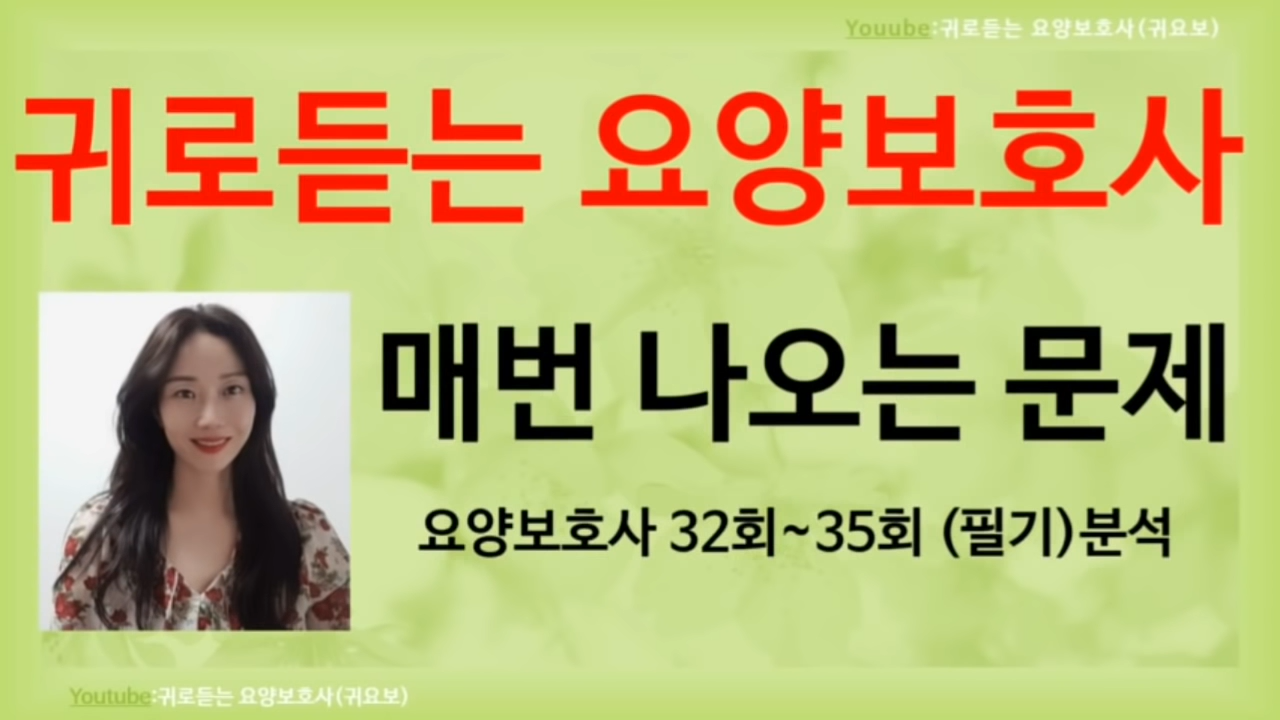 Youube:귀로듣는 요양보호사(귀요보)
귀로듣는 요양보호사
매번 나오는 문제
요양보호사 32회~35회 (필기)분석
Youtube:귀로듣는 요양보호사(귀요보)